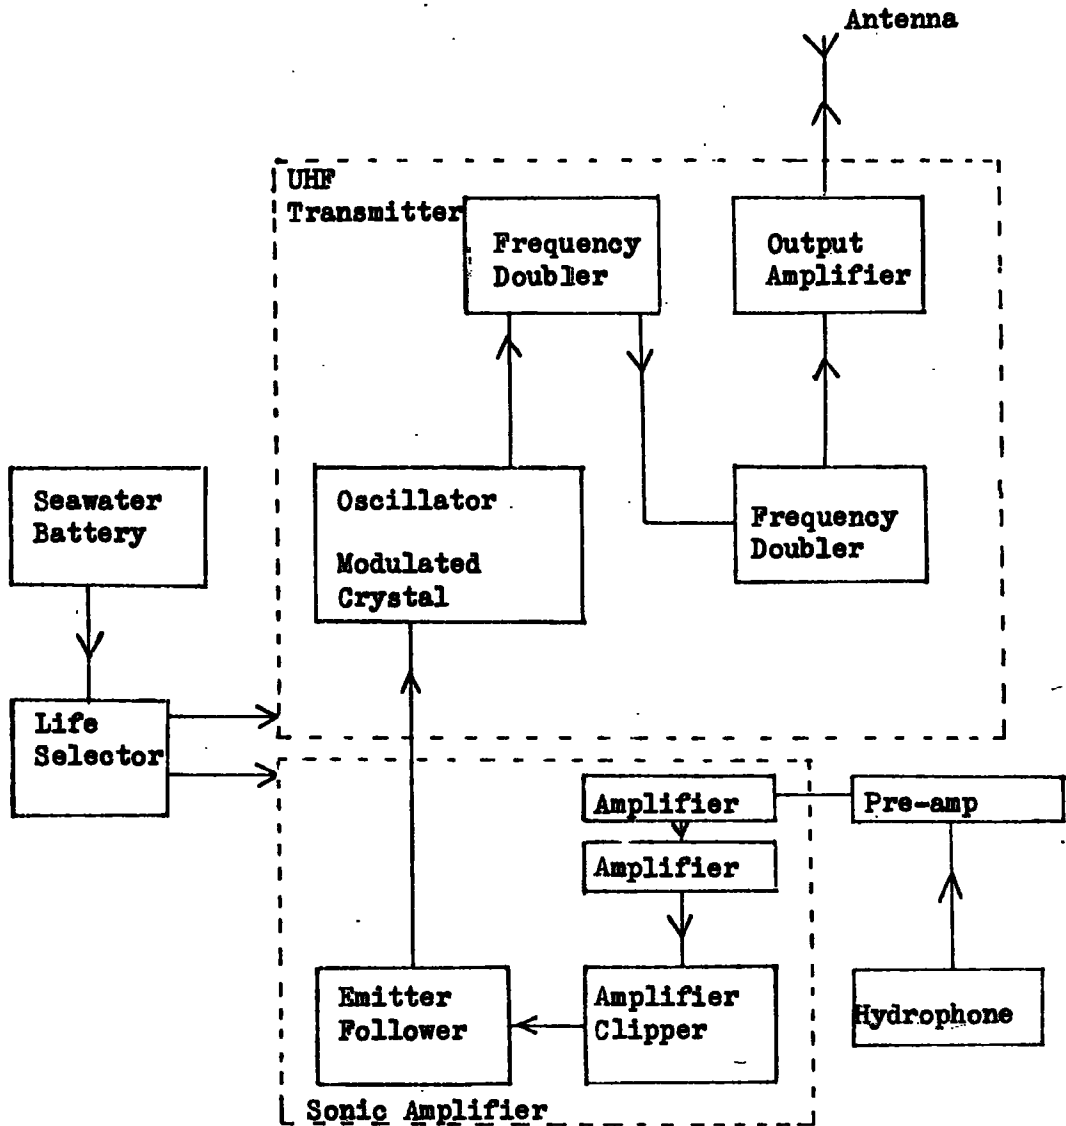 Antenna
UHF
Transmitter
Frequency
Doubler
Output
Amplifier
Seawater
Battery
Oscillator
Modulated
Crystal
Frequency
Doubler
Life
Selector
Amplifier
Pre-amp
Amplifier
Emitter
Follower
Amplifier
Clipper
Hydrophone
Sonic Amplifier